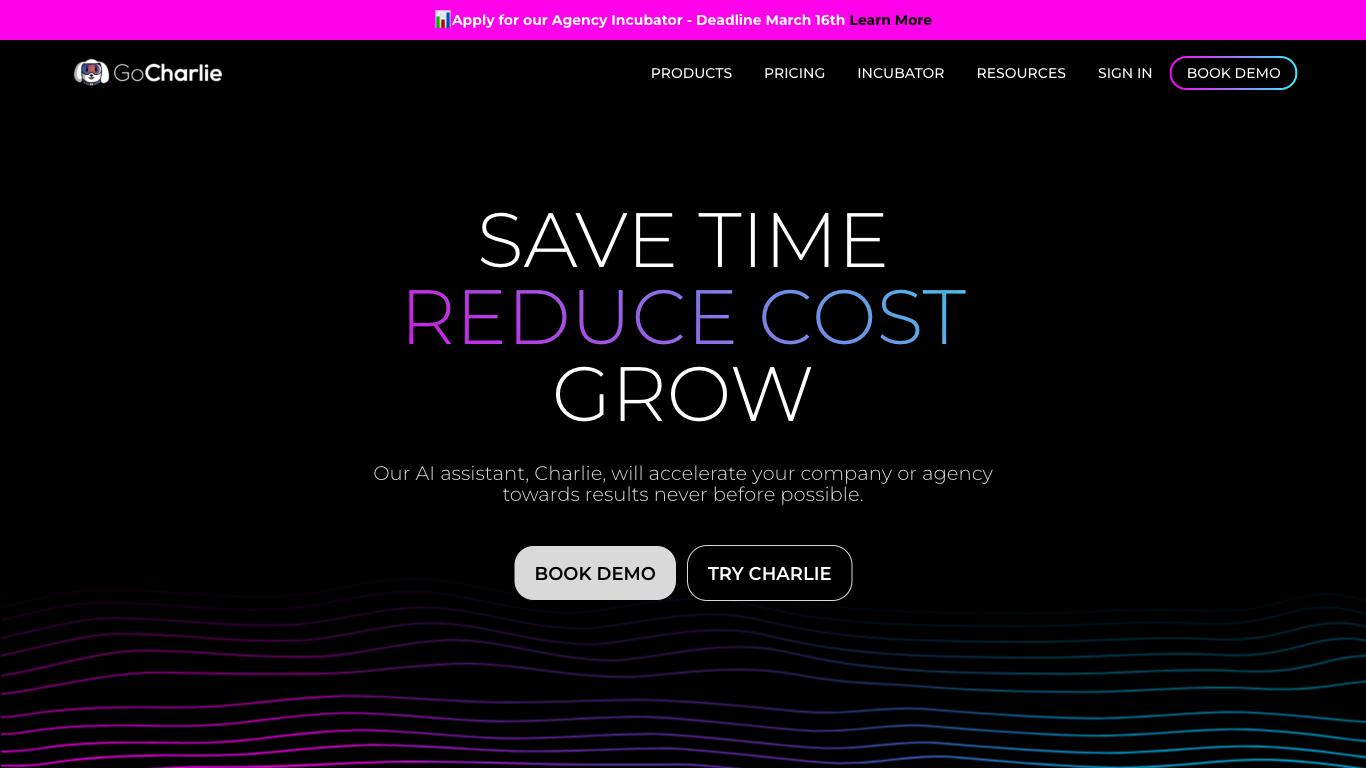 📊Apply for our Agency Incubator - Deadline March 16th Learn More
GoCharlie
PRODUCTS
PRICING
INCUBATOR
RESOURCES
SIGN IN
BOOK DEMO
SAVE TIME
REDUCE COST
GROW
Our AI assistant, Charlie, will accelerate your company or agency
towards results never before possible.
BOOK DEMO
TRY CHARLIE